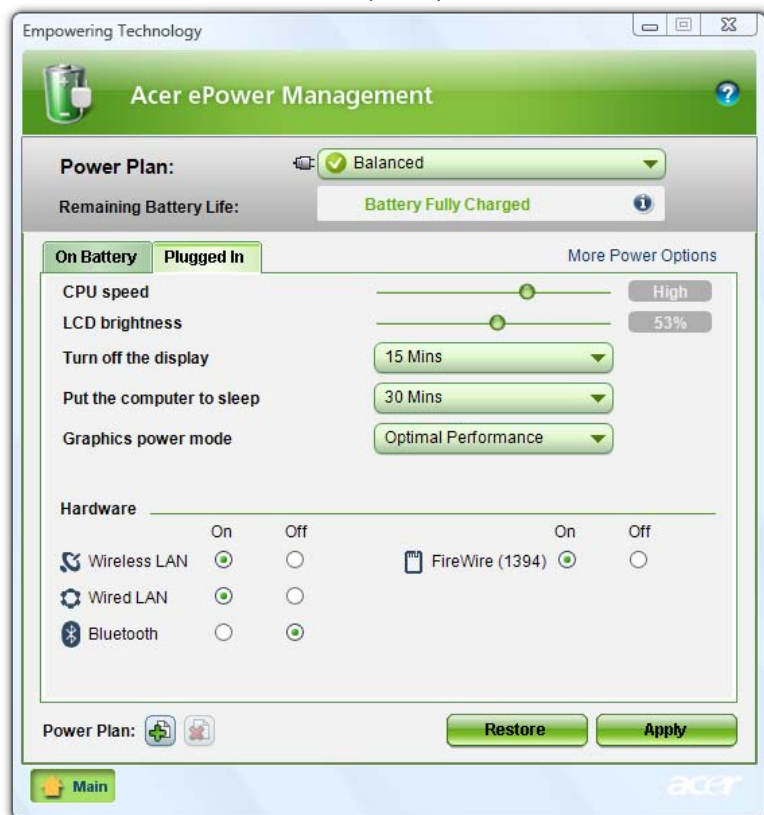 Empowering Technology
Acer ePower Management
Power Plan: Balanced
Remaining Battery Life: Battery Fully Charged
On Battery Plugged In More Power Options
CPU speed High
LCD brightness 53%
Turn off the display 15 Mins
Put the computer to sleep 30 Mins
Graphics power mode Optimal Performance
Hardware
On Off On Off
Wireless LAN FireWire (1394)
Wired LAN
Bluetooth
Power Plan: Restore Apply
Main acer